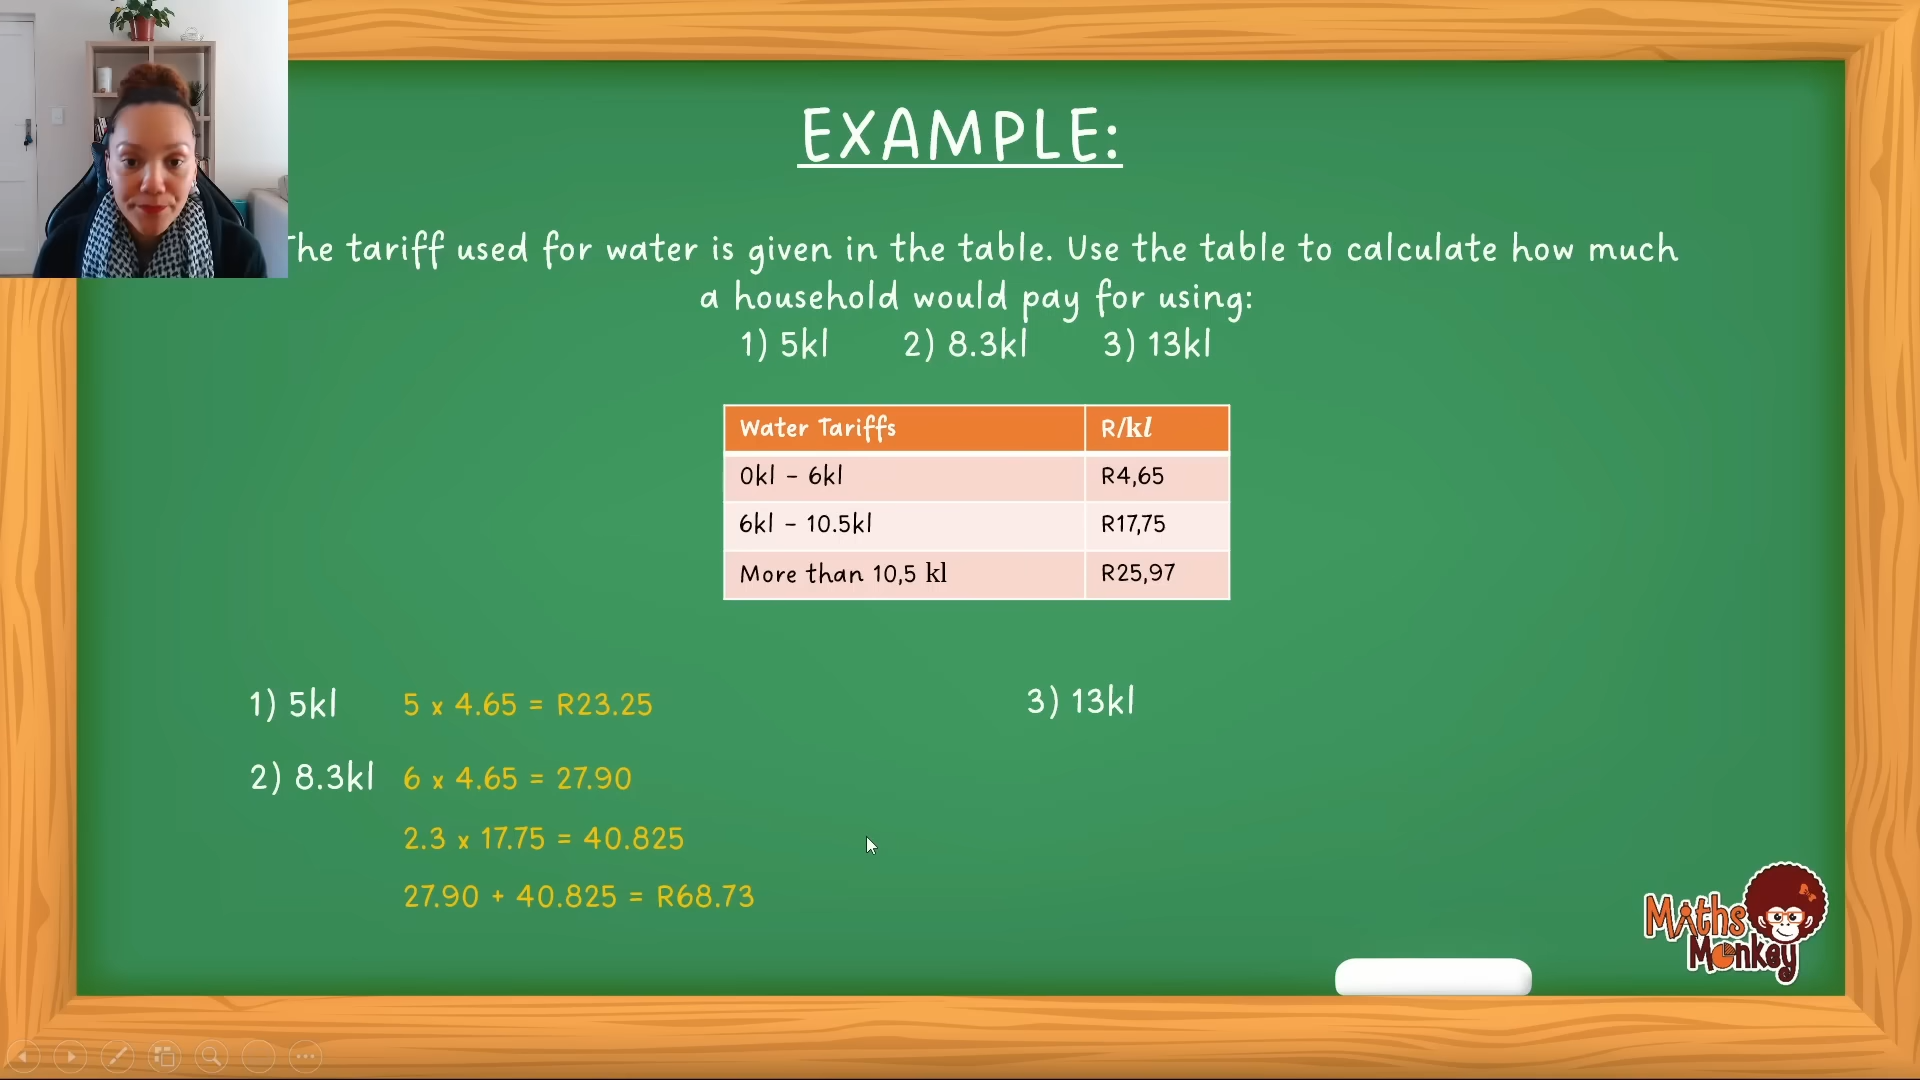 EXAMPLE:
The tariff used for water is given in the table. Use the table to calculate how much
a household would pay for using:
1) 5kl 2) 8.3kl 3) 13kl
Water Tariffs R/kl
0kl - 6kl R4,65
6kl - 10.5kl R17,75
More than 10,5 kl R25,97
1) 5kl 5 x 4.65 = R23.25
3) 13kl
2) 8.3kl 6 x 4.65 = 27.90
2.3 x 17.75 = 40.825
27.90 + 40.825 = R68.73
Maths
Monkey